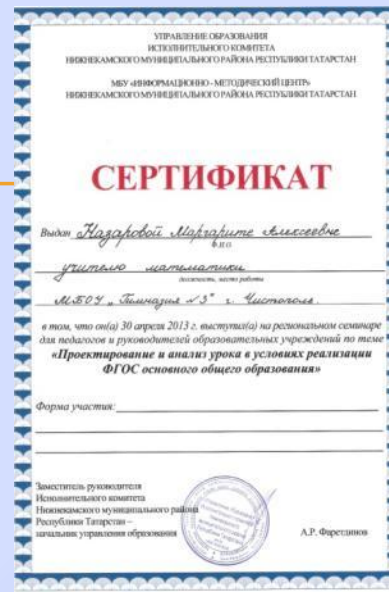 УПРАВЛЕНИЕ ОБРАЗОВАНИЯ
ИСПОЛНИТЕЛЬНОГО КОМИТЕТА
НИЖНЕКАМСКОГО МУНИЦИПАЛЬНОГО РАЙОНА РЕСПУБЛИКИ ТАТАРСТАН
МБУ «ИНФОРМАЦИОННО - МЕТОДИЧЕСКИЙ ЦЕНТР»
НИЖНЕКАМСКОГО МУНИЦИПАЛЬНОГО РАЙОНА РЕСПУБЛИКИ ТАТАРСТАН
СЕРТИФИКАТ
Выдан Назаровой Маргарите Алексеевне
Ф.И.О.
учителю математики
должность, место работы
МБОУ „Гимназия №3" г. Чистополь
в том, что он(а) 30 апреля 2013 г. выступил(а) на региональном семинаре
для педагогов и руководителей образовательных учреждений по теме
«Проектирование и анализ урока в условиях реализации
ФГОС основного общего образования»
Форма участия:
Заместитель руководителя
Исполнительного комитета
Нижнекамского муниципального района
Республики Татарстан –
начальник управления образования
А.Р. Фаретдинов